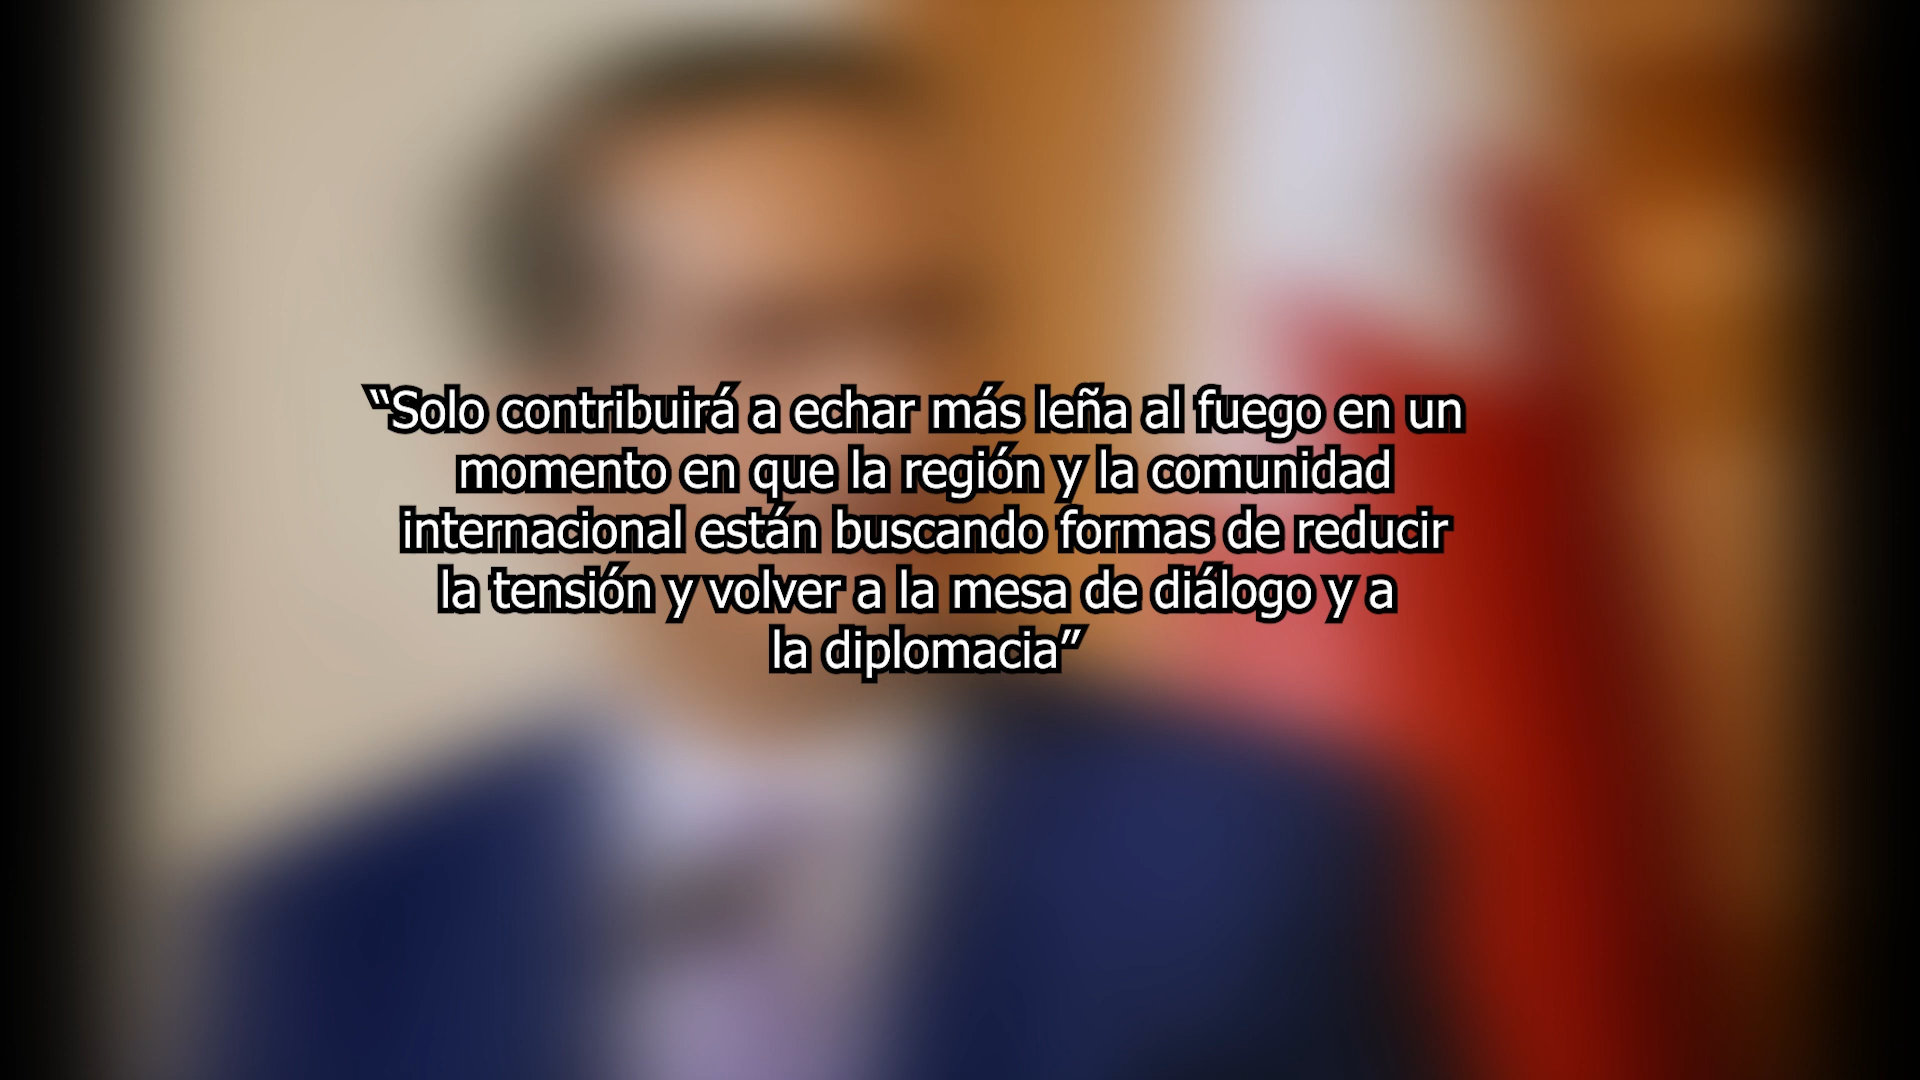 “Solo contribuirá a echar más leña al fuego en un
momento en que la región y la comunidad
internacional están buscando formas de reducir
la tensión y volver a la mesa de diálogo y a
la diplomacia”